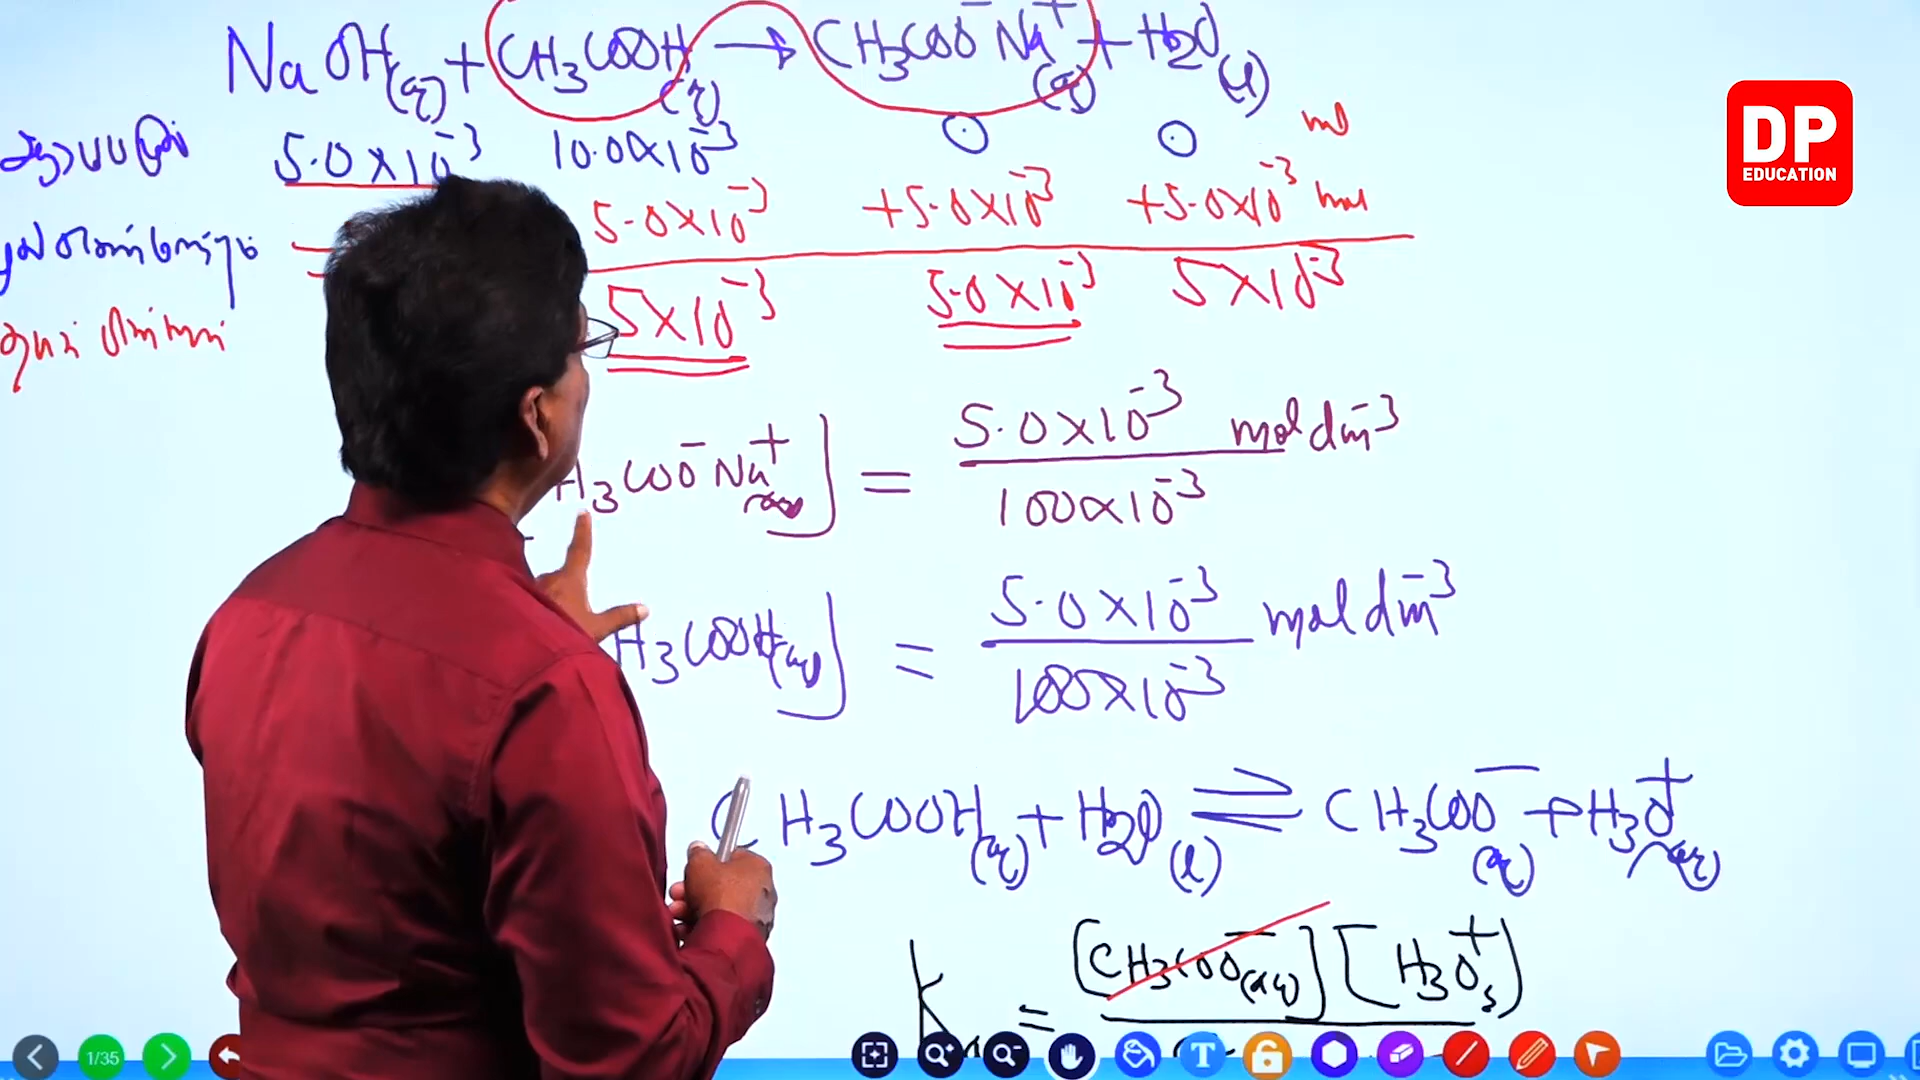 NaOH(aq) + CH3COOH(aq) → CH3COO⁻Na⁺(aq) + H2O(l)
5.0×10⁻³ 10.0×10⁻³ 0 0 mol
5.0×10⁻³ +5.0×10⁻³ +5.0×10⁻³ mol
5×10⁻³ 5.0×10⁻³ 5×10⁻³
H3COO⁻Na⁺(aq)] = 5.0×10⁻³ / 100×10⁻³ mol dm⁻³
H3COOH(aq)] = 5.0×10⁻³ / 100×10⁻³ mol dm⁻³
CH3COOH(aq) + H2O(l) ⇌ CH3COO⁻(aq) + H3O⁺(aq)
K = [CH3COO⁻(aq)] [H3O⁺
DP
EDUCATION
1/35
T